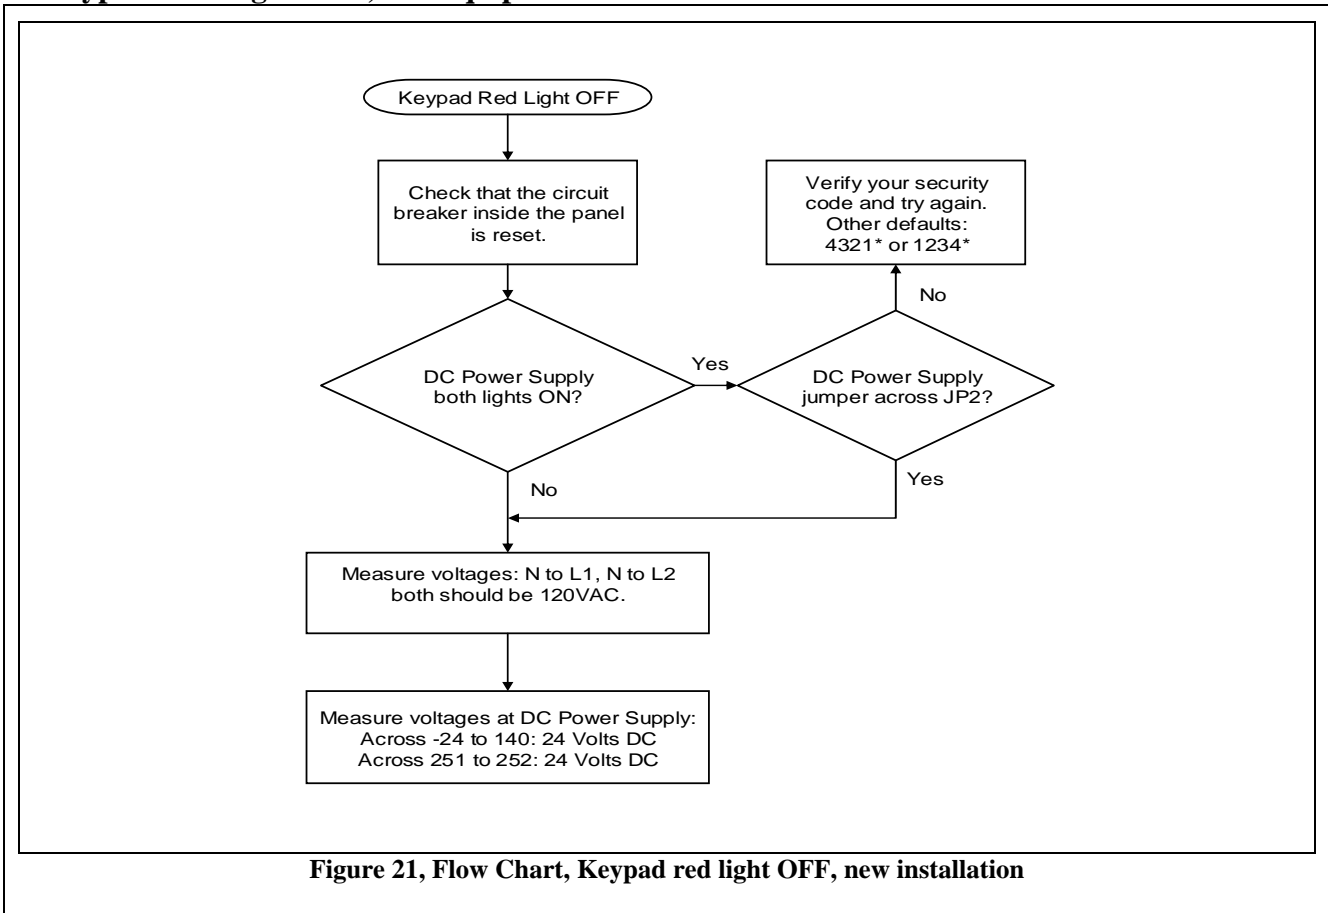 Keypad Red Light OFF
Check that the circuit
breaker inside the panel
is reset.
Verify your security
code and try again.
Other defaults:
4321* or 1234*
No
DC Power Supply
both lights ON?
Yes
DC Power Supply
jumper across JP2?
No
Yes
Measure voltages: N to L1, N to L2
both should be 120VAC.
Measure voltages at DC Power Supply:
Across -24 to 140: 24 Volts DC
Across 251 to 252: 24 Volts DC
Figure 21, Flow Chart, Keypad red light OFF, new installation